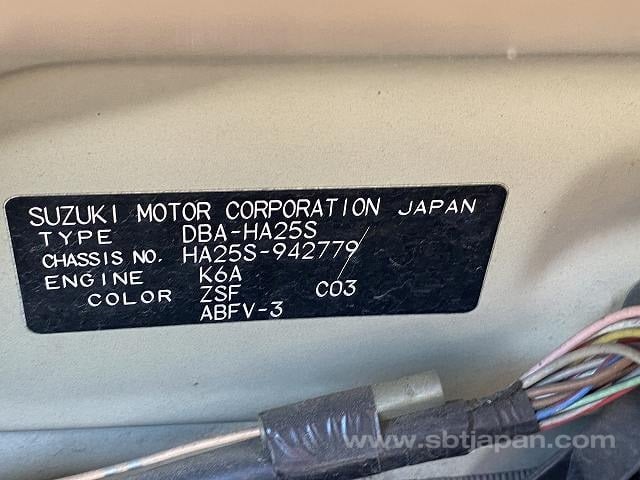 SUZUKI MOTOR CORPORATION JAPAN
TYPE DBA-HA25S
CHASSIS NO. HA25S-942779
ENGINE K6A
COLOR ZSF C03
ABFV-3
www.sbtjapan.com